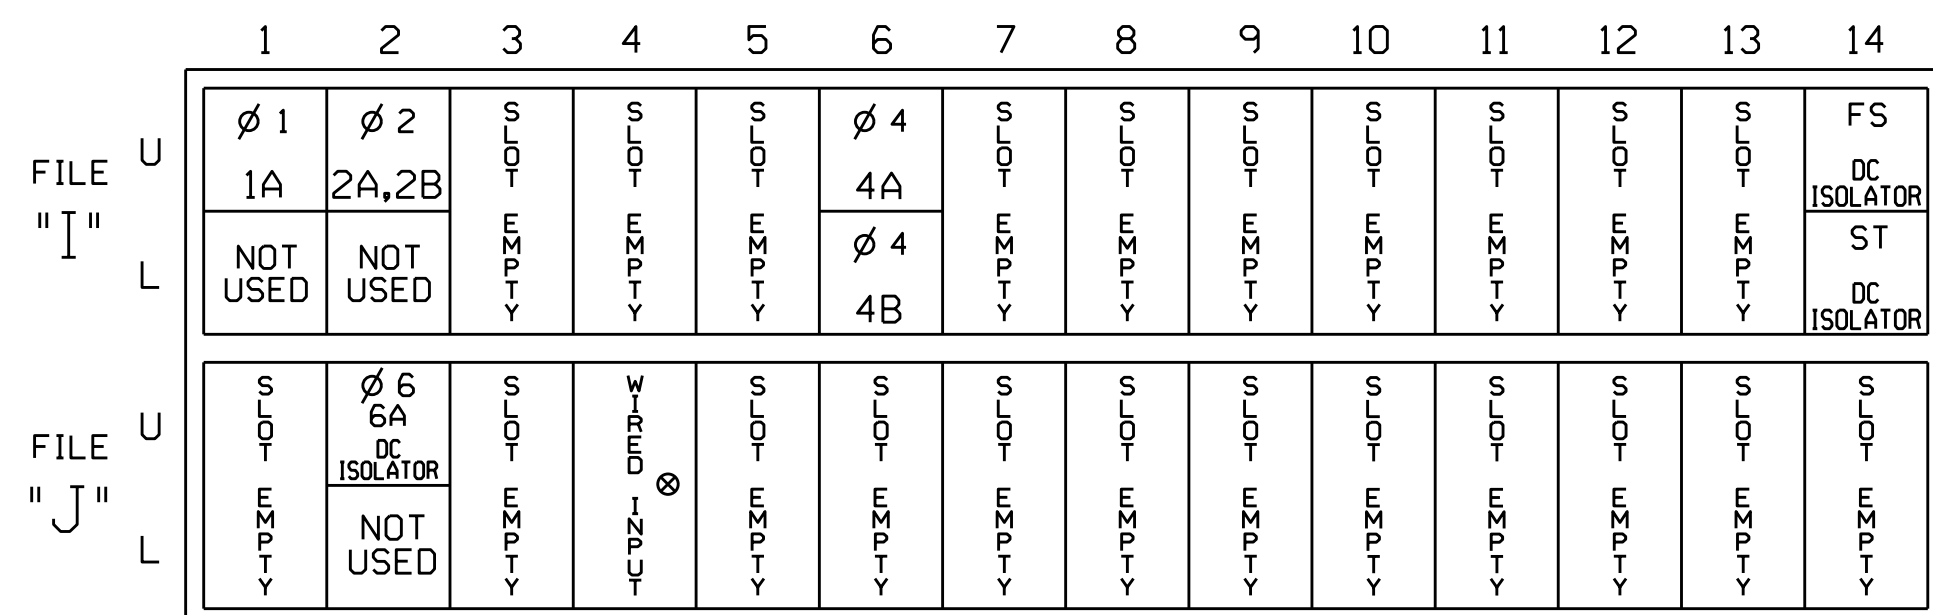 1 2 3 4 5 6 7 8 9 10 11 12 13 14
FILE "I"
U
L
Ø 1
1A
NOT
USED
Ø 2
2A,2B
NOT
USED
SLOT EMPTY
SLOT EMPTY
SLOT EMPTY
Ø 4
4A
Ø 4
4B
SLOT EMPTY
SLOT EMPTY
SLOT EMPTY
SLOT EMPTY
SLOT EMPTY
SLOT EMPTY
SLOT EMPTY
FS
DC
ISOLATOR
ST
DC
ISOLATOR
FILE "J"
U
L
SLOT EMPTY
Ø 6
6A
DC
ISOLATOR
NOT
USED
SLOT EMPTY
WIRED INPUT
⊗
SLOT EMPTY
SLOT EMPTY
SLOT EMPTY
SLOT EMPTY
SLOT EMPTY
SLOT EMPTY
SLOT EMPTY
SLOT EMPTY
SLOT EMPTY
SLOT EMPTY